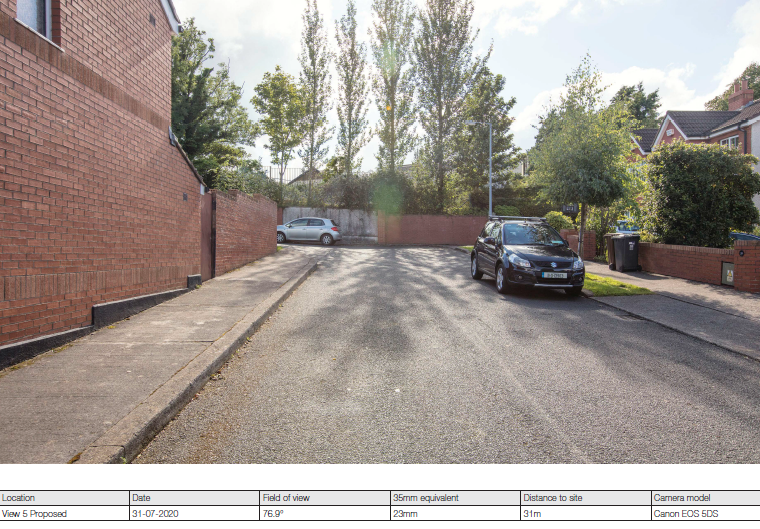 Location Date Field of view 35mm equivalent Distance to site Camera model
View 5 Proposed 31-07-2020 76.9° 23mm 31m Canon EOS 5DS